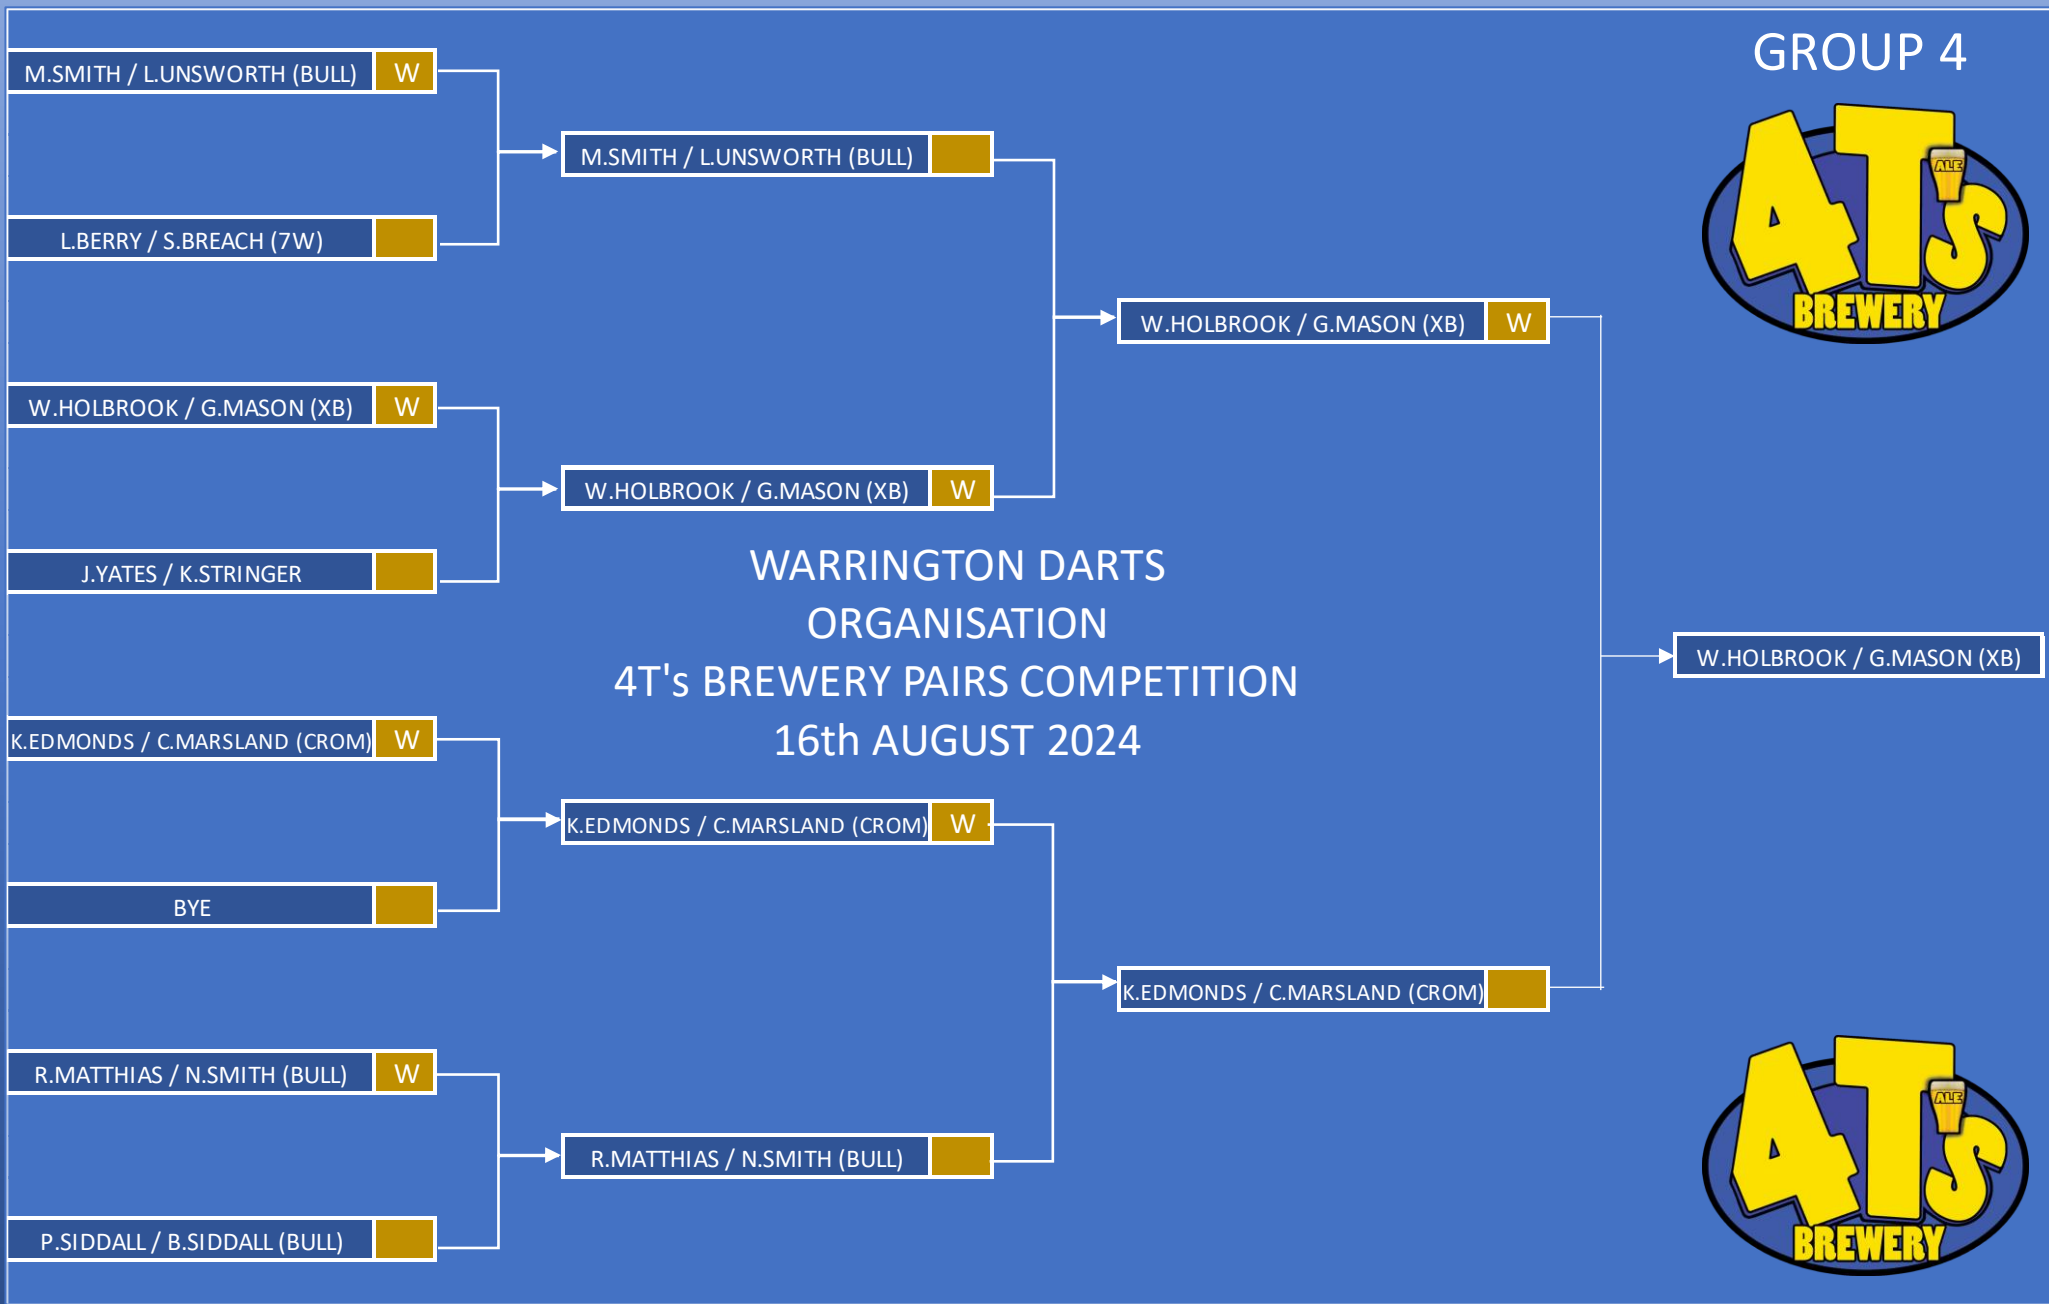 GROUP 4
4T's
ALE
BREWERY
M.SMITH / L.UNSWORTH (BULL) W
L.BERRY / S.BREACH (7W)
W.HOLBROOK / G.MASON (XB) W
J.YATES / K.STRINGER
K.EDMONDS / C.MARSLAND (CROM) W
BYE
R.MATTHIAS / N.SMITH (BULL) W
P.SIDDALL / B.SIDDALL (BULL)
M.SMITH / L.UNSWORTH (BULL)
W.HOLBROOK / G.MASON (XB) W
K.EDMONDS / C.MARSLAND (CROM) W
R.MATTHIAS / N.SMITH (BULL)
WARRINGTON DARTS
ORGANISATION
4T's BREWERY PAIRS COMPETITION
16th AUGUST 2024
W.HOLBROOK / G.MASON (XB) W
K.EDMONDS / C.MARSLAND (CROM)
W.HOLBROOK / G.MASON (XB)
4T's
ALE
BREWERY